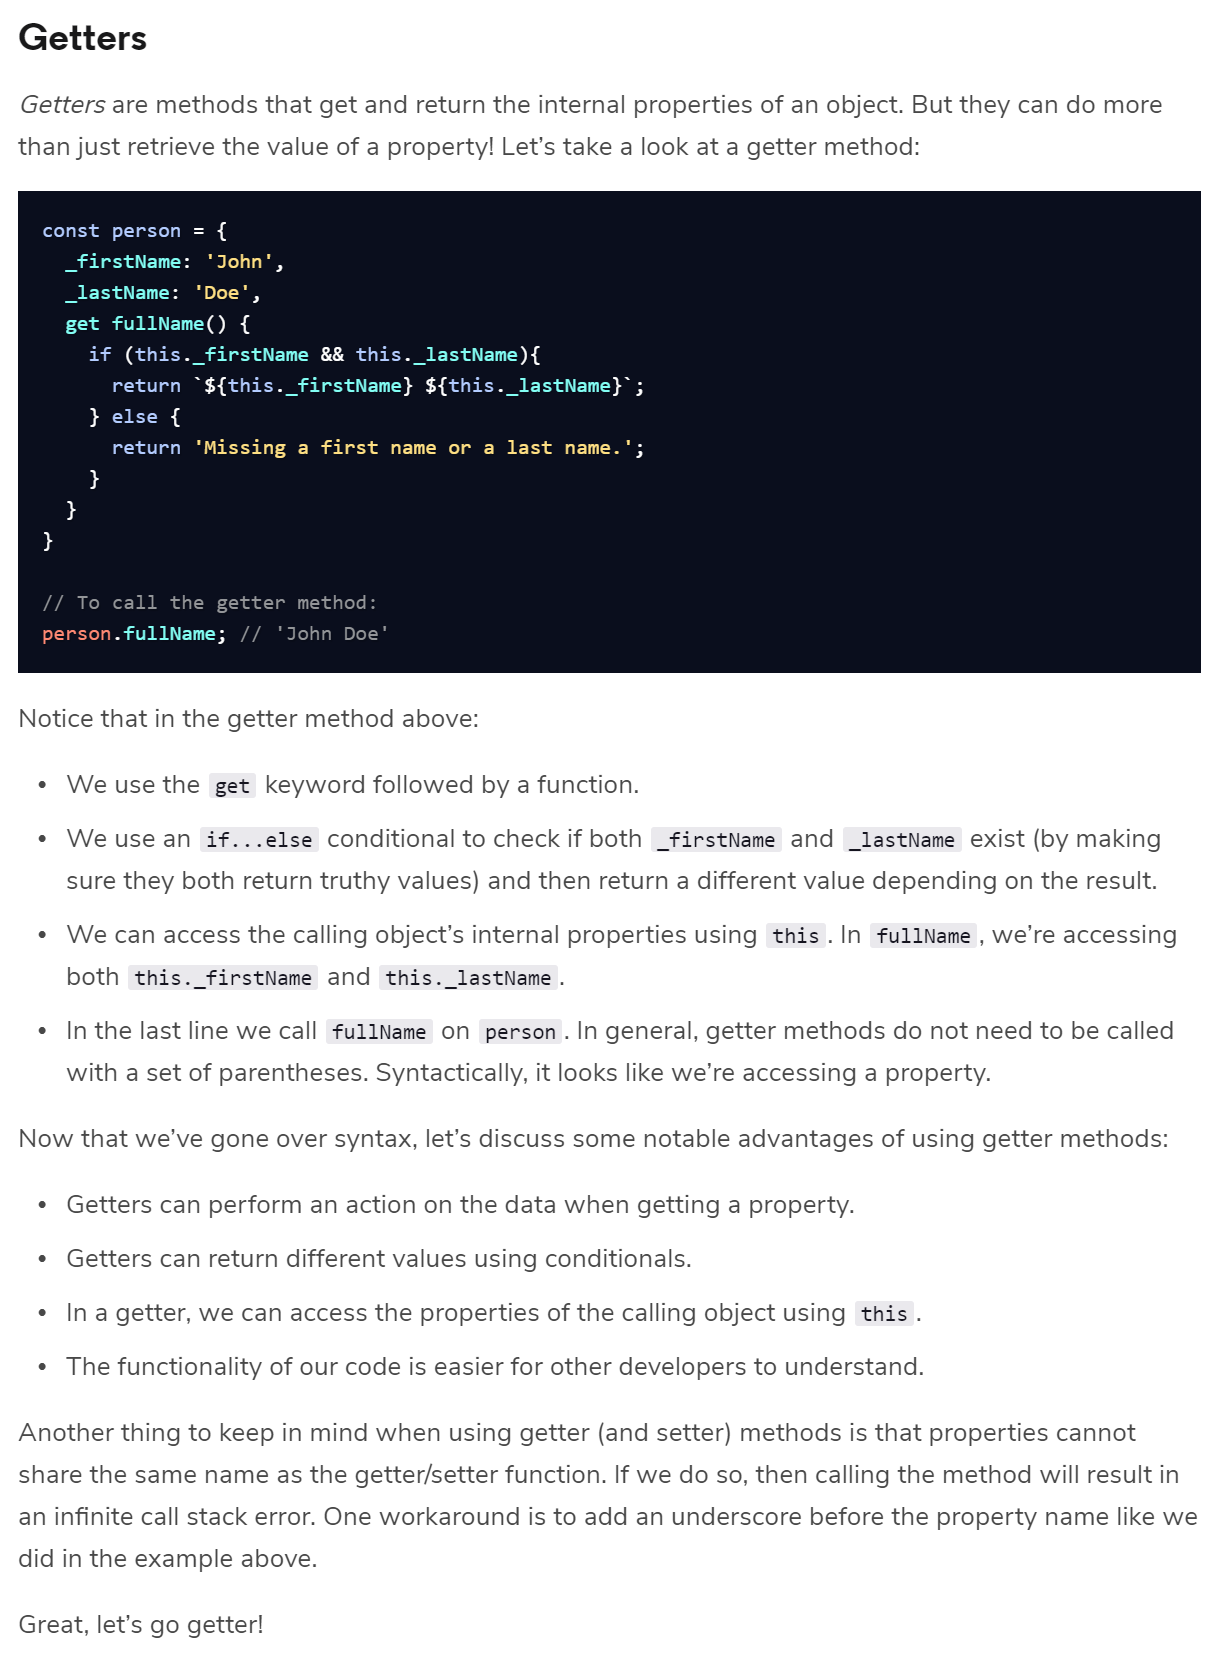 Getters
Getters are methods that get and return the internal properties of an object. But they can do more
than just retrieve the value of a property! Let’s take a look at a getter method:
const person = {
  _firstName: 'John',
  _lastName: 'Doe',
  get fullName() {
    if (this._firstName && this._lastName){
      return `${this._firstName} ${this._lastName}`;
    } else {
      return 'Missing a first name or a last name.';
    }
  }
}
// To call the getter method:
person.fullName; // 'John Doe'
Notice that in the getter method above:
• We use the get keyword followed by a function.
• We use an if...else conditional to check if both _firstName and _lastName exist (by making
sure they both return truthy values) and then return a different value depending on the result.
• We can access the calling object’s internal properties using this. In fullName, we’re accessing
both this._firstName and this._lastName.
• In the last line we call fullName on person. In general, getter methods do not need to be called
with a set of parentheses. Syntactically, it looks like we’re accessing a property.
Now that we’ve gone over syntax, let’s discuss some notable advantages of using getter methods:
• Getters can perform an action on the data when getting a property.
• Getters can return different values using conditionals.
• In a getter, we can access the properties of the calling object using this.
• The functionality of our code is easier for other developers to understand.
Another thing to keep in mind when using getter (and setter) methods is that properties cannot
share the same name as the getter/setter function. If we do so, then calling the method will result in
an infinite call stack error. One workaround is to add an underscore before the property name like we
did in the example above.
Great, let’s go getter!